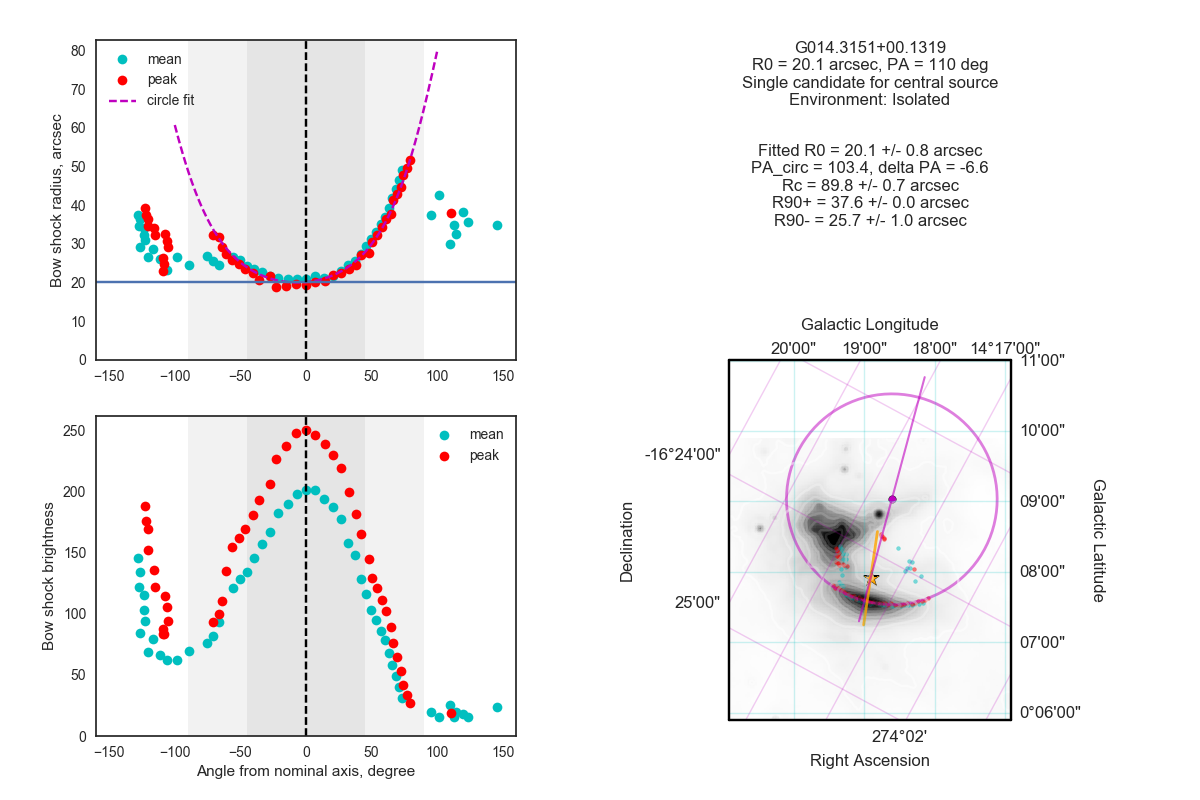 mean
peak
circle fit
Bow shock radius, arcsec
80
70
60
50
40
30
20
10
0
−150
−100
−50
0
50
100
150
mean
peak
Bow shock brightness
250
200
150
100
50
0
−150
−100
−50
0
50
100
150
Angle from nominal axis, degree
G014.3151+00.1319
R0 = 20.1 arcsec, PA = 110 deg
Single candidate for central source
Environment: Isolated
Fitted R0 = 20.1 +/- 0.8 arcsec
PA_circ = 103.4, delta PA = -6.6
Rc = 89.8 +/- 0.7 arcsec
R90+ = 37.6 +/- 0.0 arcsec
R90- = 25.7 +/- 1.0 arcsec
Galactic Longitude
20'00"
19'00"
18'00"
14°17'00"
11'00"
10'00"
09'00"
08'00"
07'00"
0°06'00"
Galactic Latitude
-16°24'00"
25'00"
Declination
274°02'
Right Ascension